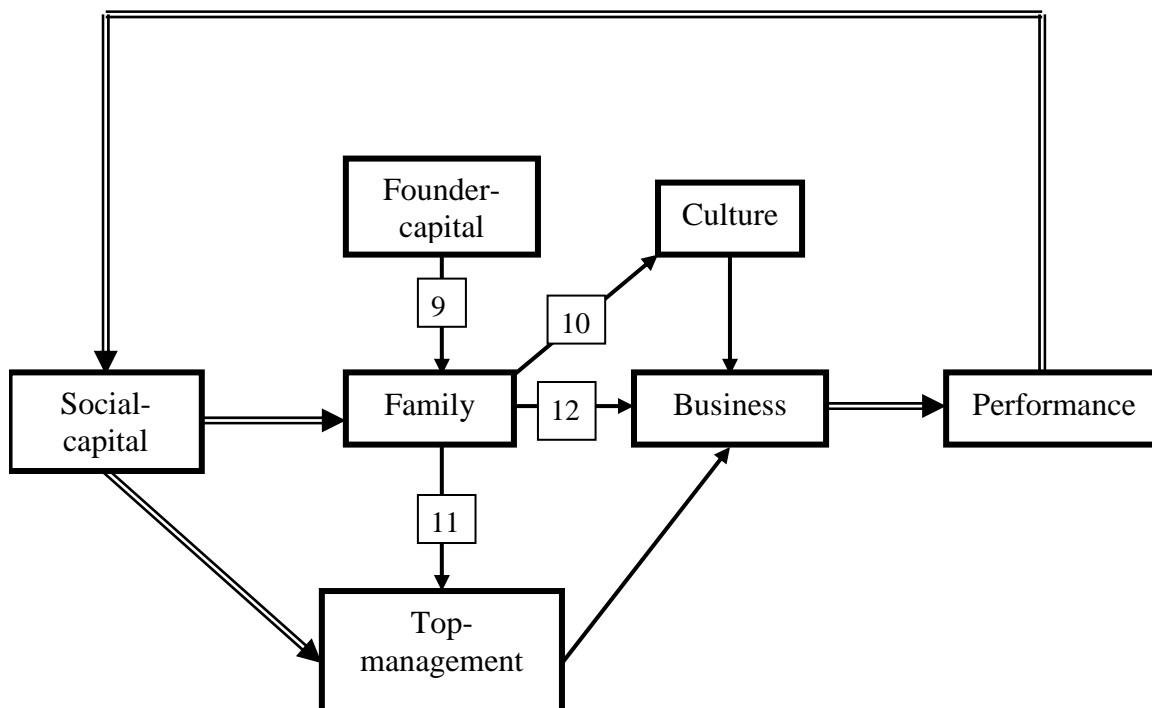 Founder-
capital
Culture
9
10
Social-
capital
Family
12
Business
Performance
11
Top-
management